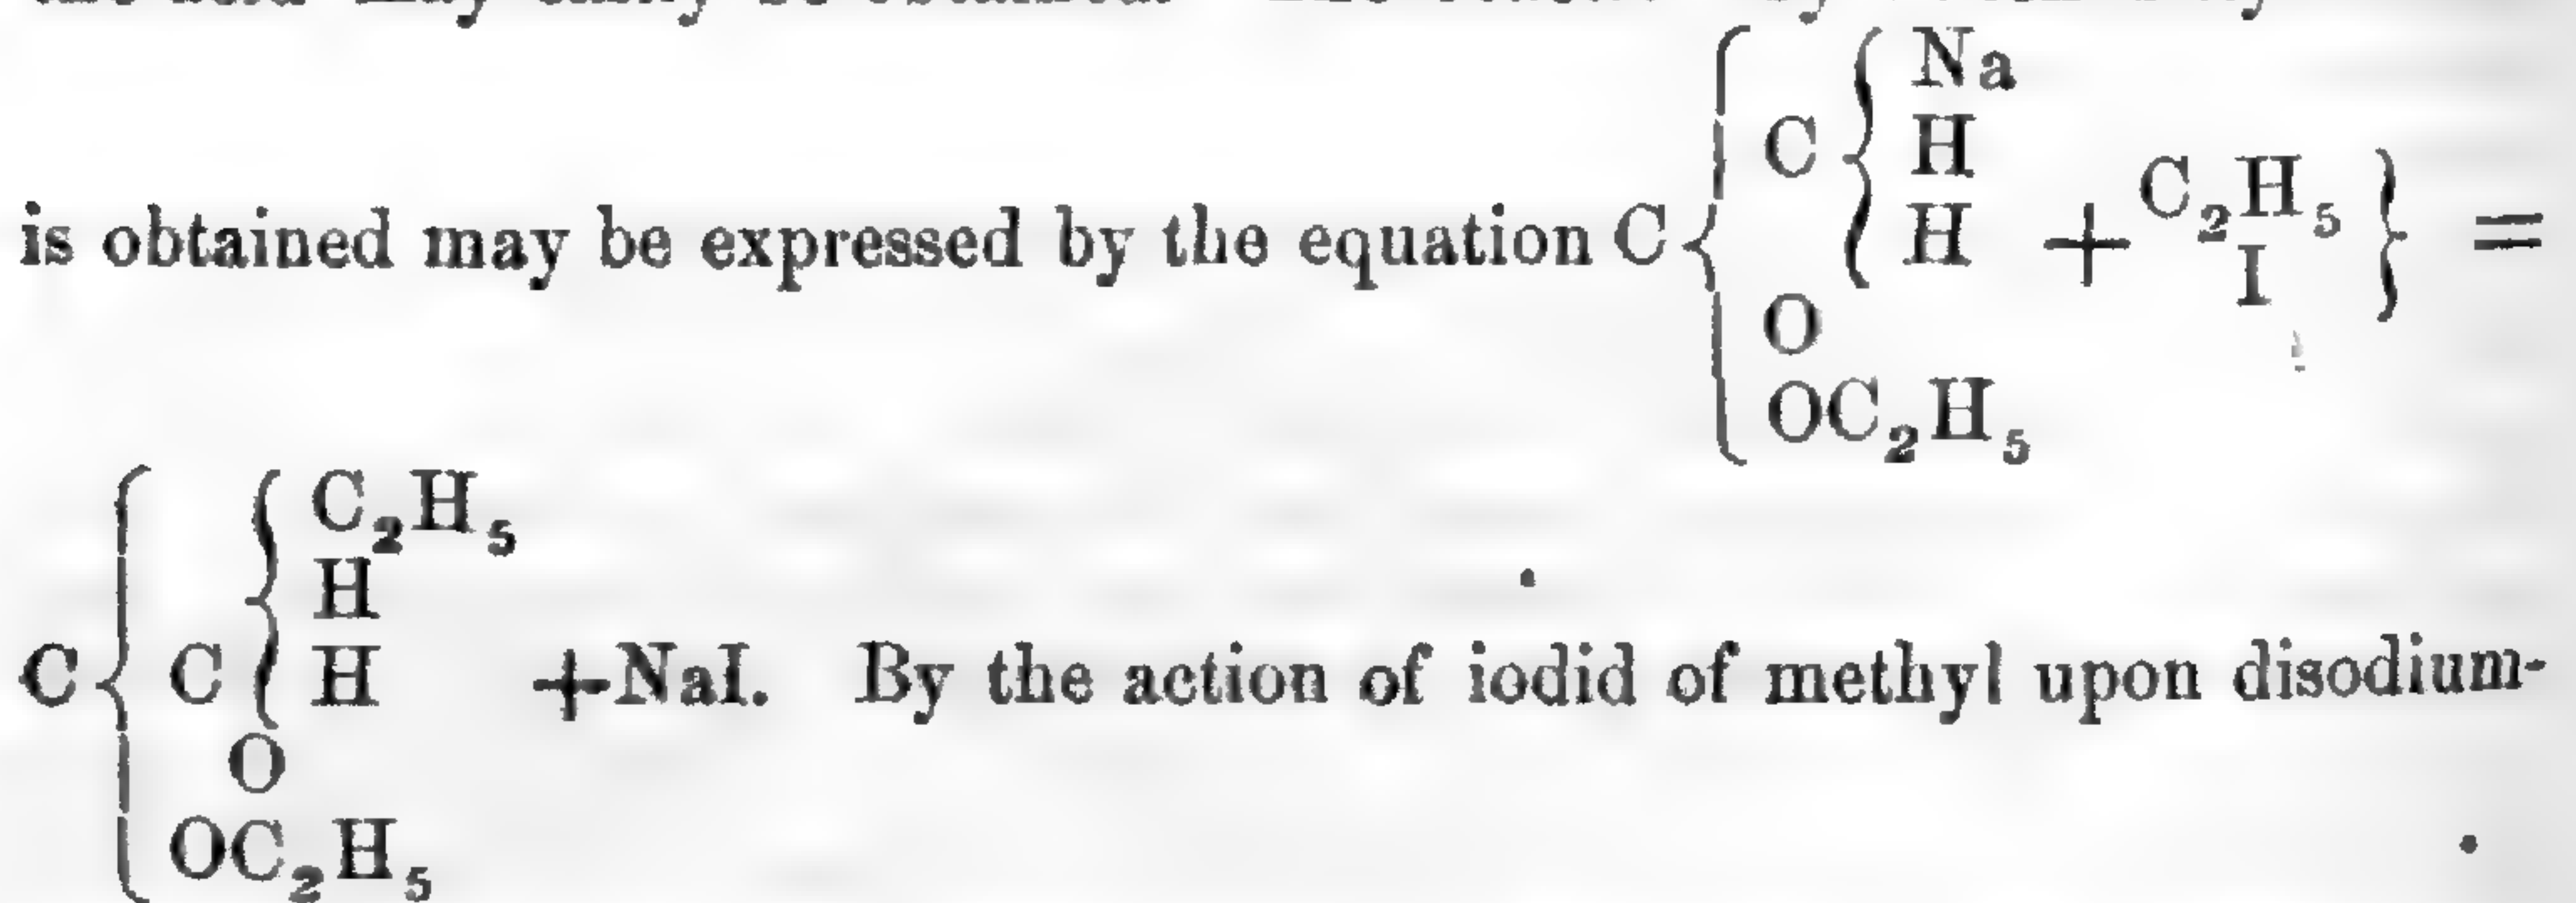 is obtained may be expressed by the equation C { C { Na H H O OC₂H₅ + C₂H₅ I } =
C { C { C₂H₅ H H O OC₂H₅ +NaI. By the action of iodid of methyl upon disodium-